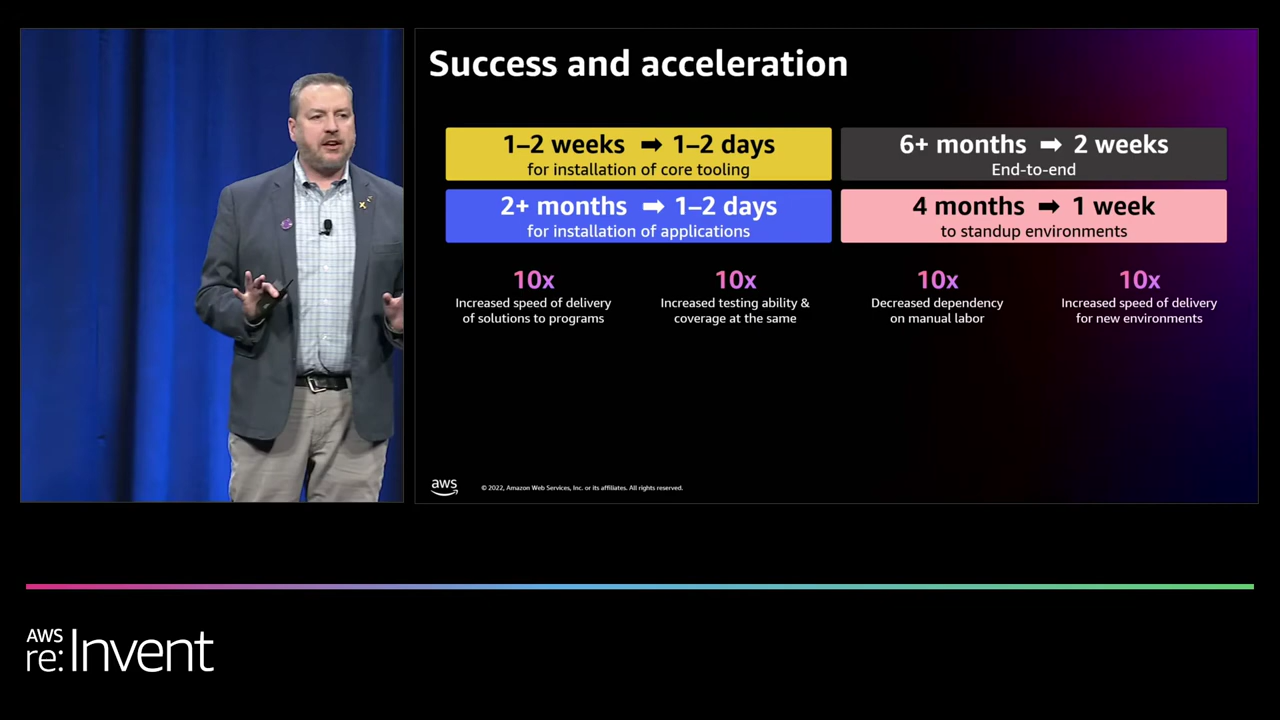 Success and acceleration
1–2 weeks ➡ 1–2 days
for installation of core tooling
6+ months ➡ 2 weeks
End-to-end
2+ months ➡ 1–2 days
for installation of applications
4 months ➡ 1 week
to standup environments
10x
Increased speed of delivery
of solutions to programs
10x
Increased testing ability &
coverage at the same
10x
Decreased dependency
on manual labor
10x
Increased speed of delivery
for new environments
aws
© 2022, Amazon Web Services, Inc. or its affiliates. All rights reserved.
AWS
re:Invent